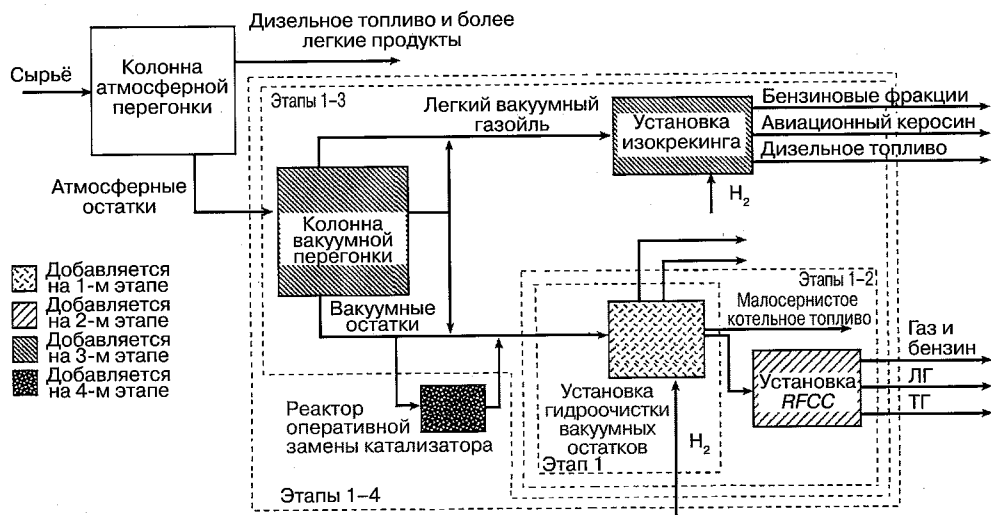 Дизельное топливо и более
легкие продукты
Сырьё
Колонна
атмосферной
перегонки
Этапы 1–3
Легкий вакуумный
газойль
Установка
изокрекинга
Бензиновые фракции
Авиационный керосин
Дизельное топливо
H₂
Атмосферные
остатки
Колонна
вакуумной
перегонки
Вакуумные
остатки
Добавляется
на 1-м этапе
Добавляется
на 2-м этапе
Добавляется
на 3-м этапе
Добавляется
на 4-м этапе
Этапы 1–2
Малосернистое
котельное топливо
Газ и
бензин
ЛГ
ТГ
Установка
RFCC
Реактор
оперативной
замены катализатора
Установка
гидроочистки
вакуумных
остатков
H₂
Этап 1
Этапы 1–4